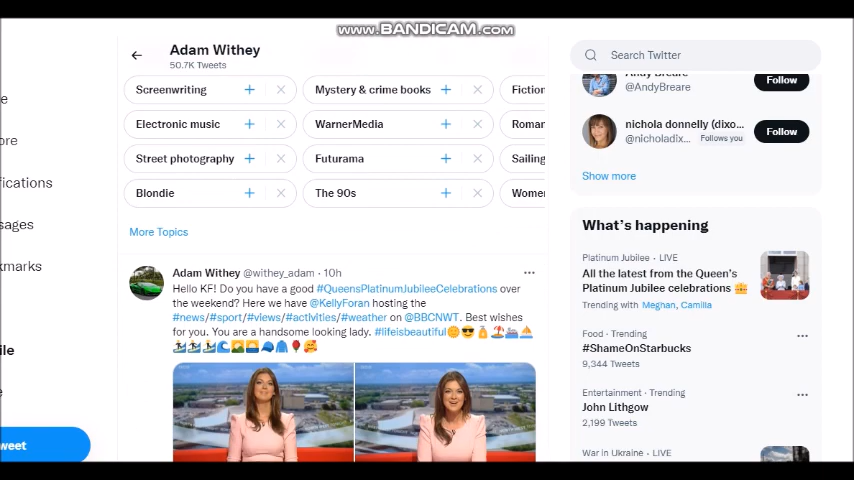 www.BANDICAM.com
Adam Withey
50.7K Tweets
Search Twitter
Screenwriting
Mystery & crime books
Fiction
Electronic music
WarnerMedia
Roman
Street photography
Futurama
Sailing
Blondie
The 90s
Women
More Topics
Adam Withey @withey_adam · 10h
Hello KF! Do you have a good #QueensPlatinumJubileeCelebrations over
the weekend? Here we have @KellyForan hosting the
#news/#sport/#views/#activities/#weather on @BBCNWT. Best wishes
for you. You are a handsome looking lady. #lifeisbeautiful
Andy Breare
@AndyBreare
Follow
nichola donnelly (dixo...
@nicholadix... Follows you
Follow
Show more
What's happening
Platinum Jubilee · LIVE
All the latest from the Queen's
Platinum Jubilee celebrations
Trending with Meghan, Camilla
Food · Trending
#ShameOnStarbucks
9,344 Tweets
Entertainment · Trending
John Lithgow
2,199 Tweets
War in Ukraine · LIVE
e
ore
ifications
sages
kmarks
ile
e
weet